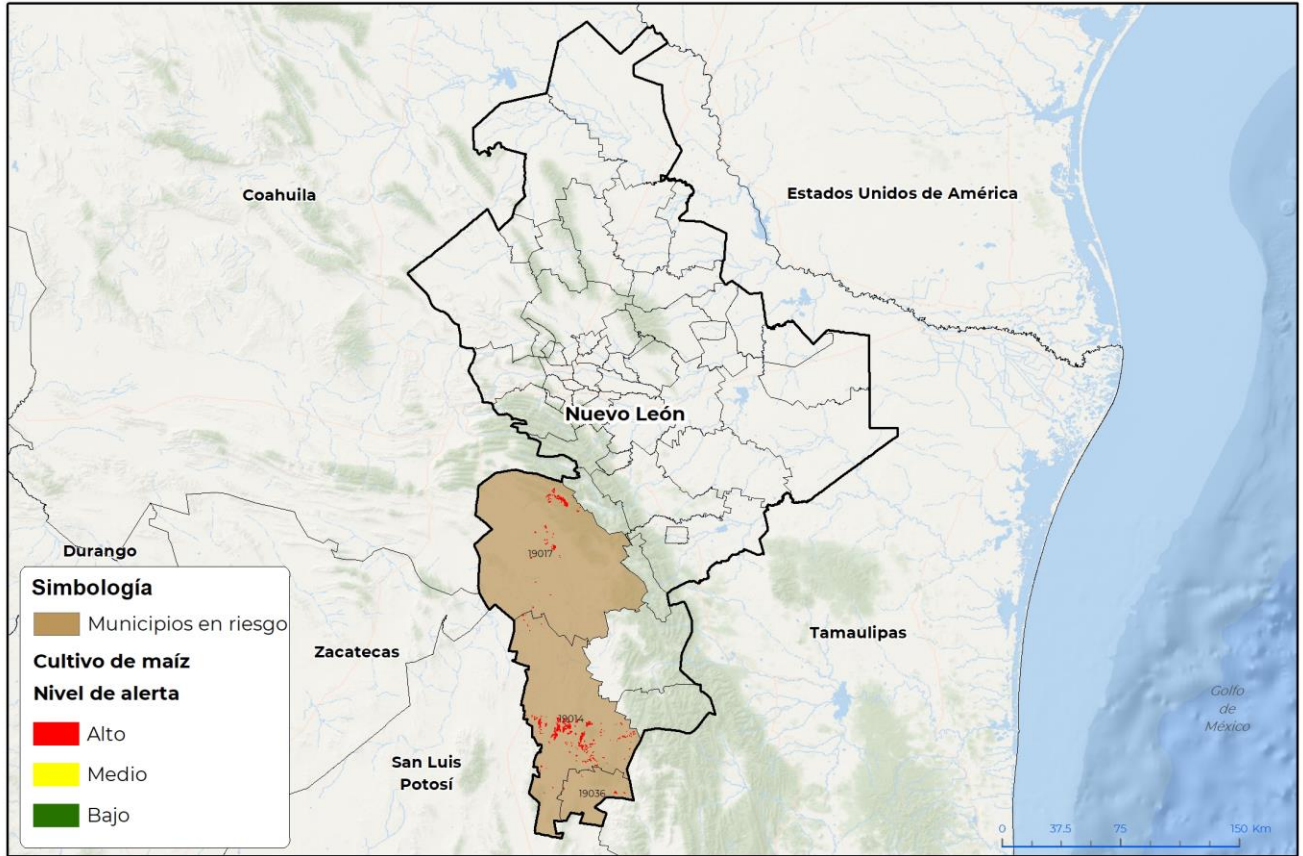 Coahuila
Estados Unidos de América
Nuevo León
Durango
19017
Simbología
Municipios en riesgo
Cultivo de maíz
Nivel de alerta
Alto
Medio
Bajo
Zacatecas
Tamaulipas
Golfo
de
México
19014
San Luis
Potosí
19036
0 37.5 75 150 Km